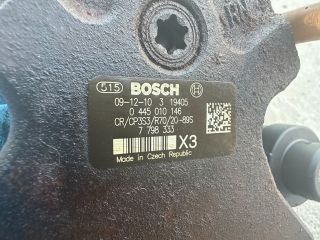 515 BOSCH
09-12-10 3 19405
0 445 010 146
CR/CP3S3/R70/20-89S
7 798 333
X3
Made in Czech Republic